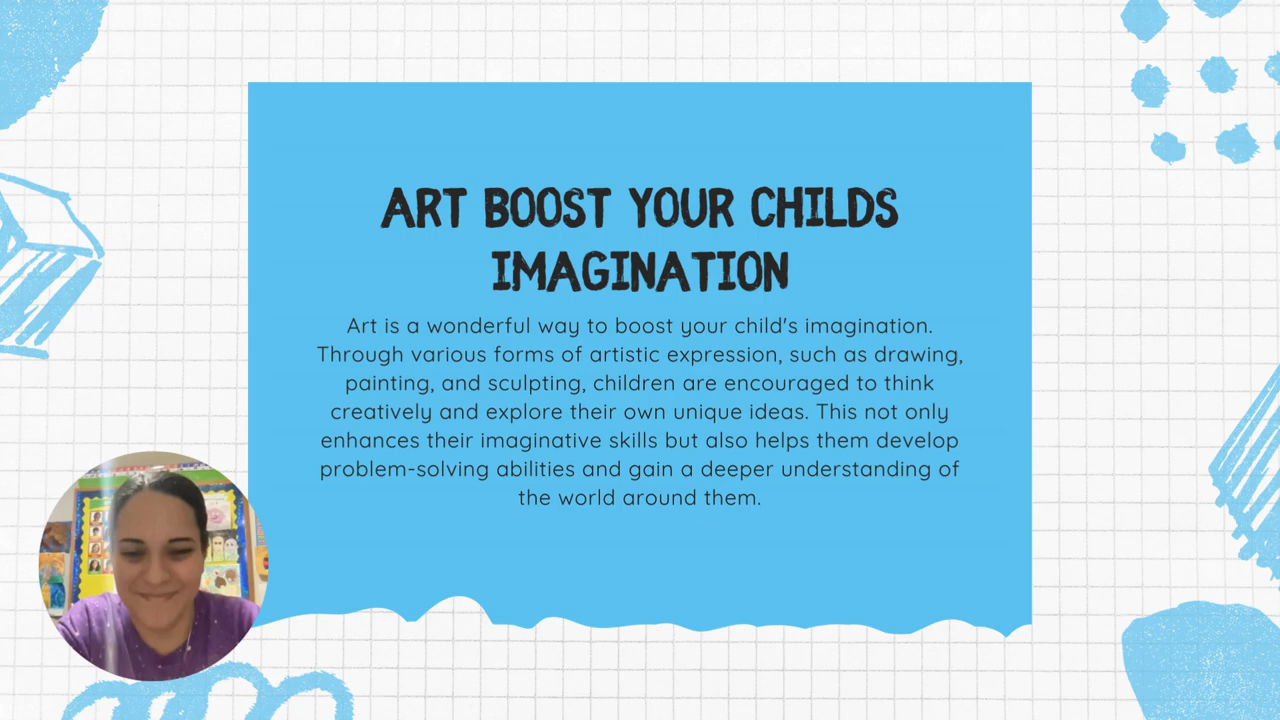 ART BOOST YOUR CHILDS
IMAGINATION
Art is a wonderful way to boost your child's imagination.
Through various forms of artistic expression, such as drawing,
painting, and sculpting, children are encouraged to think
creatively and explore their own unique ideas. This not only
enhances their imaginative skills but also helps them develop
problem-solving abilities and gain a deeper understanding of
the world around them.